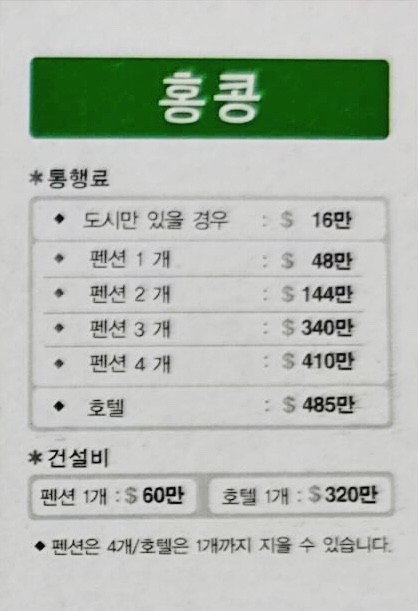 홍콩
*통행료
◆ 도시만 있을 경우 : $ 16만
◆ 펜션 1 개 : $ 48만
◆ 펜션 2 개 : $ 144만
◆ 펜션 3 개 : $ 340만
◆ 펜션 4 개 : $ 410만
◆ 호텔 : $ 485만
*건설비
펜션 1개 : $ 60만 호텔 1개 : $ 320만
◆ 펜션은 4개/호텔은 1개까지 지을 수 있습니다.